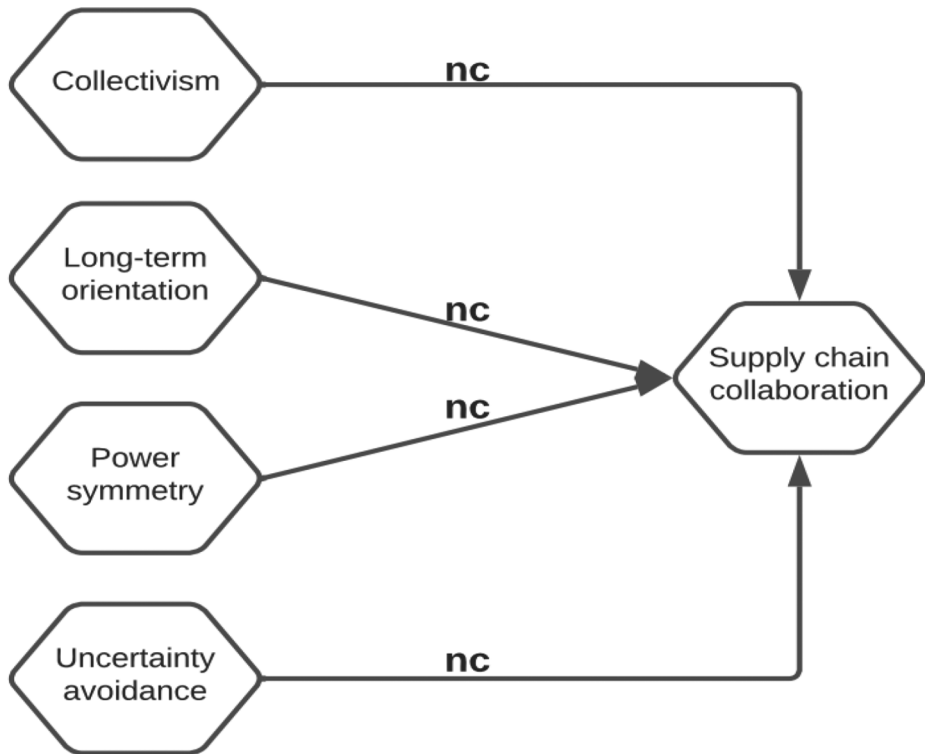 Collectivism
nc
Long-term
orientation
nc
Supply chain
collaboration
nc
Power
symmetry
Uncertainty
avoidance
nc